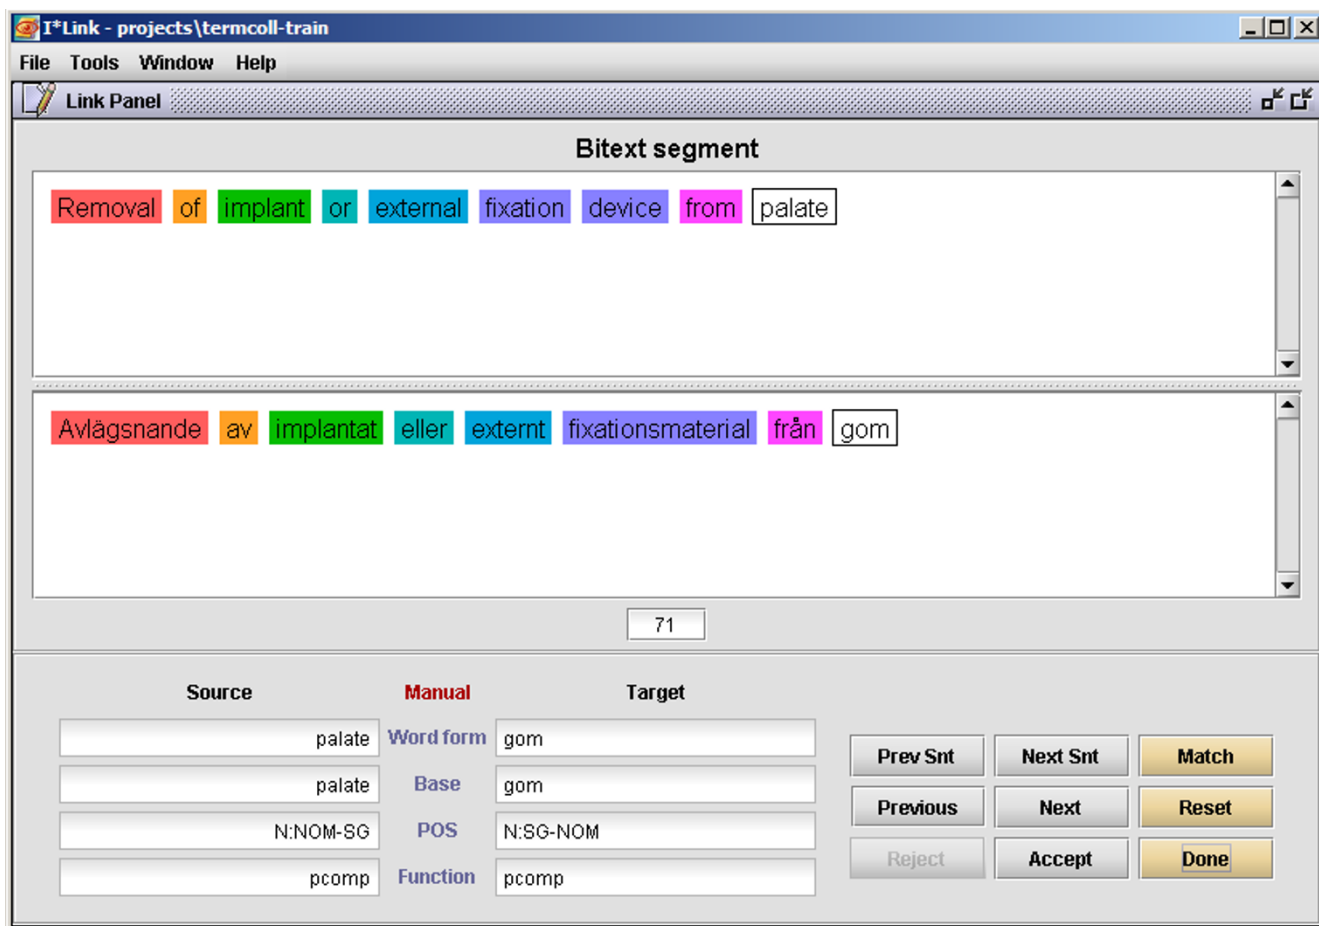 I*Link - projects\termcoll-train
File Tools Window Help
Link Panel
Bitext segment
Removal of implant or external fixation device from palate
Avlägsnande av implantat eller externt fixationsmaterial från gom
71
Source Manual Target
palate Word form gom
palate Base gom
N:NOM-SG POS N:SG-NOM
pcomp Function pcomp
Prev Snt Next Snt Match
Previous Next Reset
Reject Accept Done